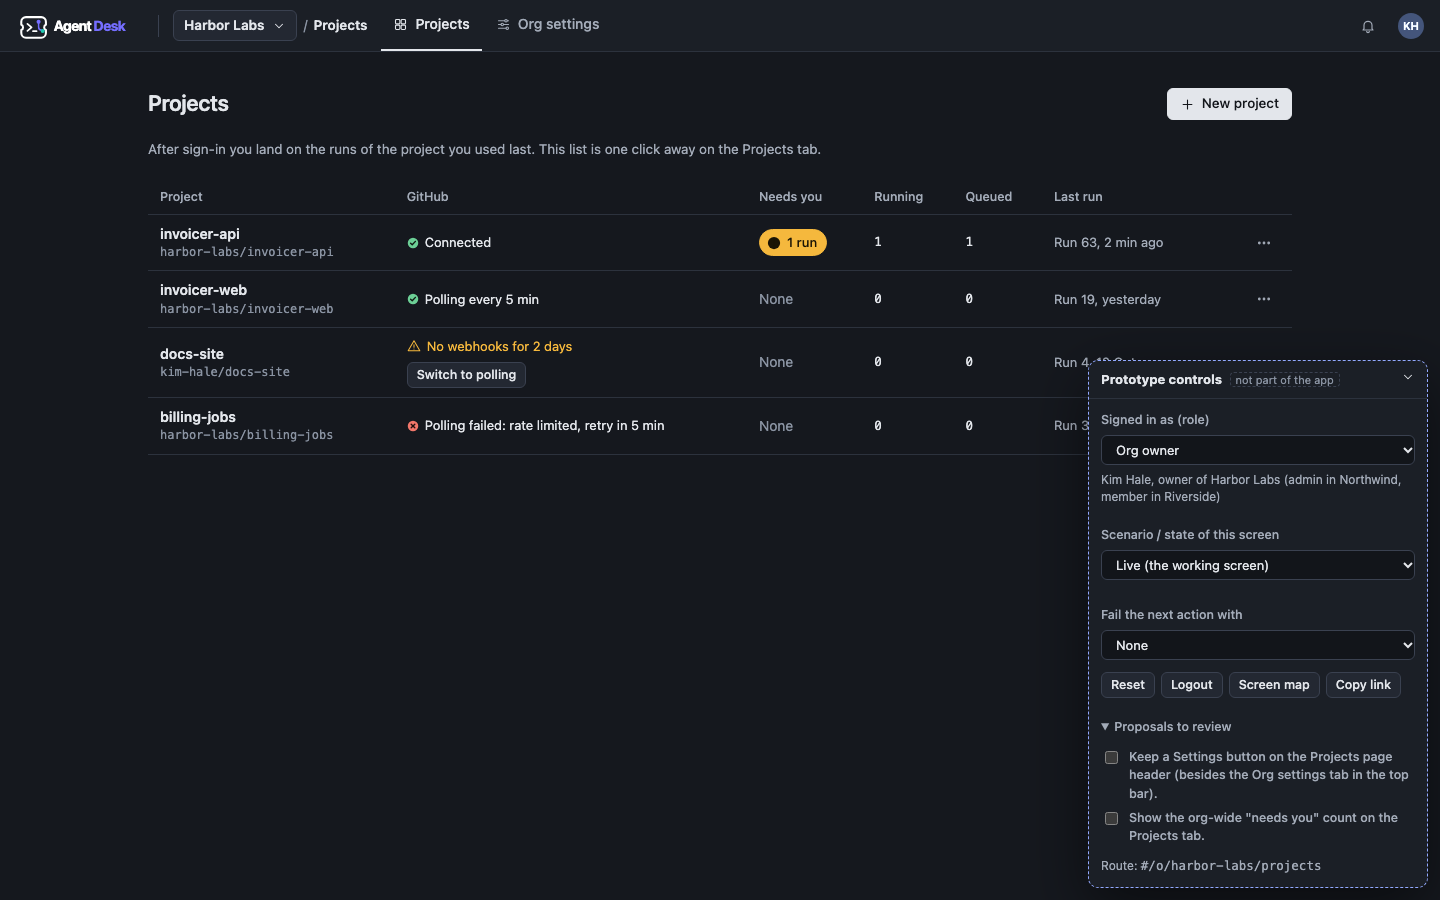 AgentDesk
Harbor Labs / Projects Projects Org settings KH
Projects
New project
After sign-in you land on the runs of the project you used last. This list is one click away on the Projects tab.
Project GitHub Needs you Running Queued Last run
invoicer-api
harbor-labs/invoicer-api
Connected 1 run 1 1 Run 63, 2 min ago
invoicer-web
harbor-labs/invoicer-web
Polling every 5 min None 0 0 Run 19, yesterday
docs-site
kim-hale/docs-site
No webhooks for 2 days
Switch to polling
None 0 0 Run 4
billing-jobs
harbor-labs/billing-jobs
Polling failed: rate limited, retry in 5 min None 0 0 Run 3
Prototype controls not part of the app
Signed in as (role)
Org owner
Kim Hale, owner of Harbor Labs (admin in Northwind,
member in Riverside)
Scenario / state of this screen
Live (the working screen)
Fail the next action with
None
Reset Logout Screen map Copy link
Proposals to review
Keep a Settings button on the Projects page
header (besides the Org settings tab in the top
bar).
Show the org-wide "needs you" count on the
Projects tab.
Route: #/o/harbor-labs/projects